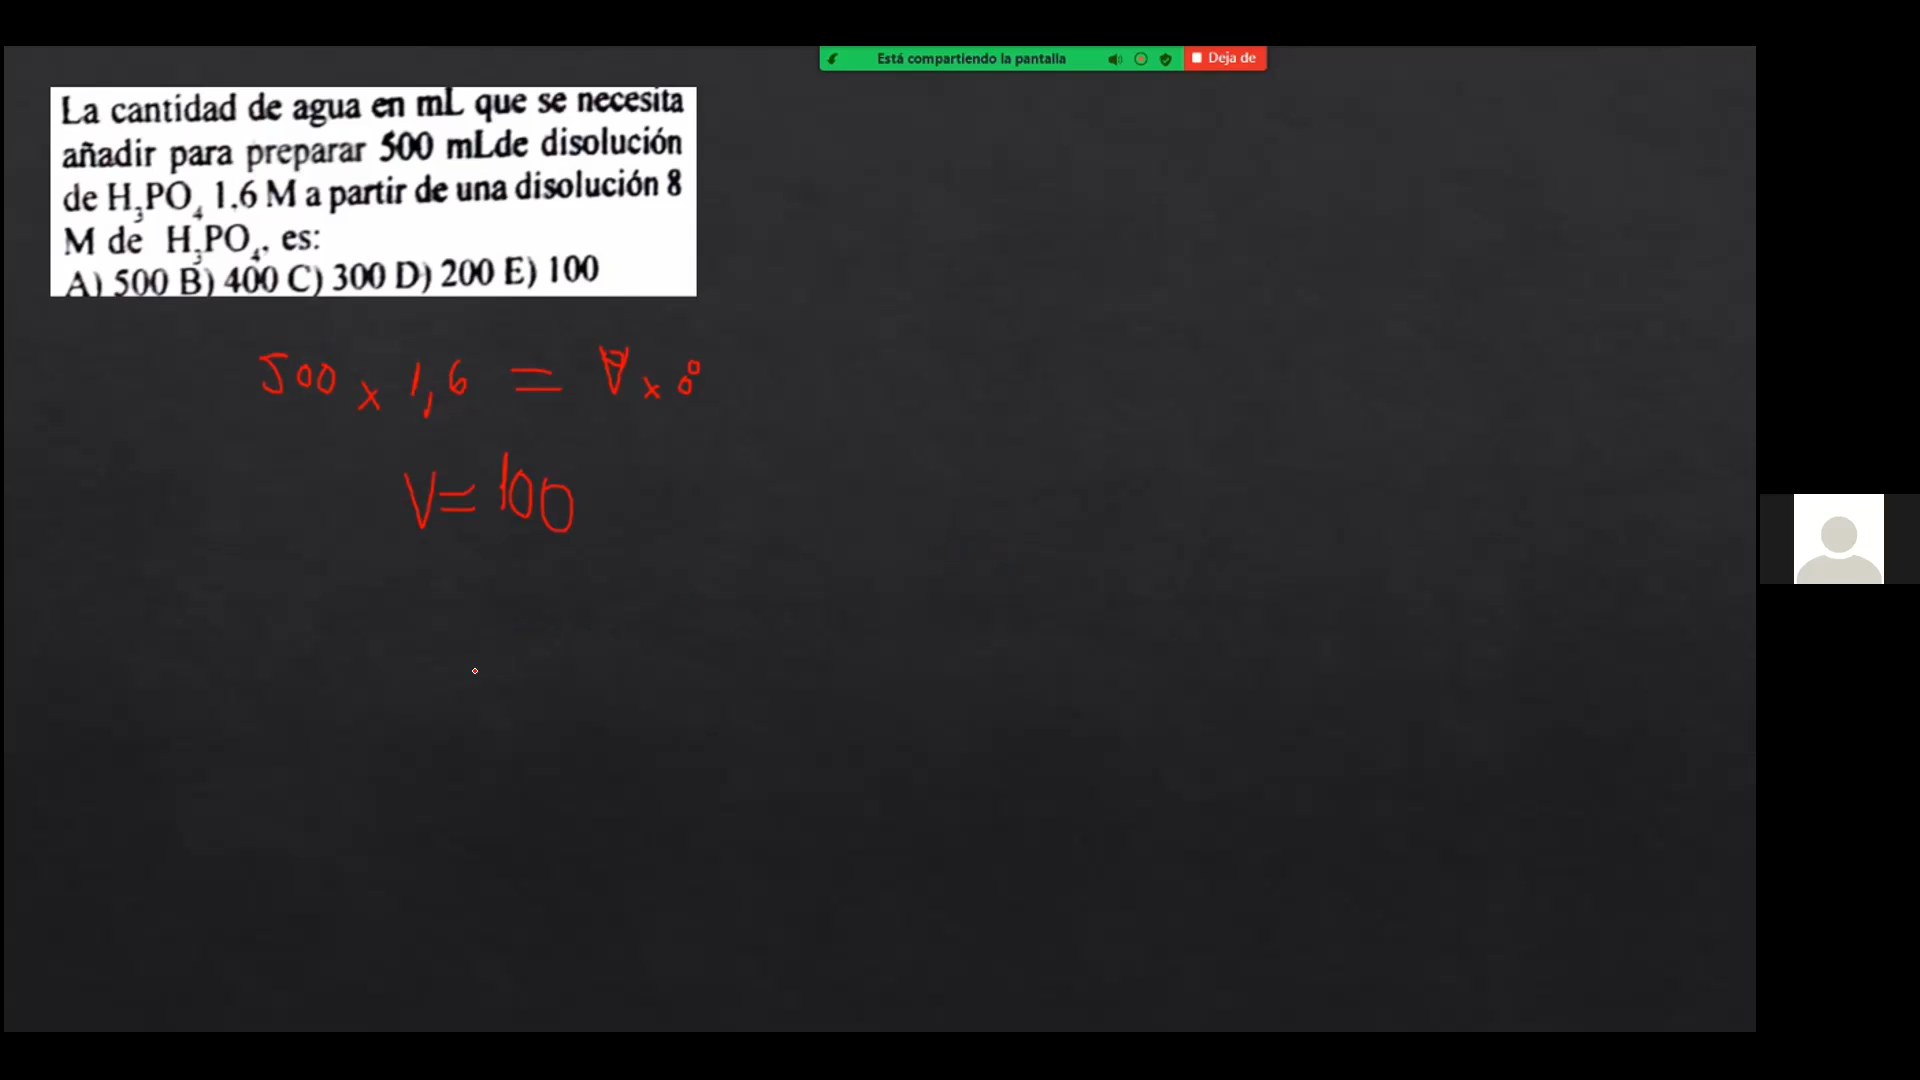 Está compartiendo la pantalla
Deja de
La cantidad de agua en mL que se necesita
añadir para preparar 500 mLde disolución
de H₃PO₄ 1.6 M a partir de una disolución 8
M de H₃PO₄, es:
A) 500 B) 400 C) 300 D) 200 E) 100
500 x 1,6 = V x 8
V= 100